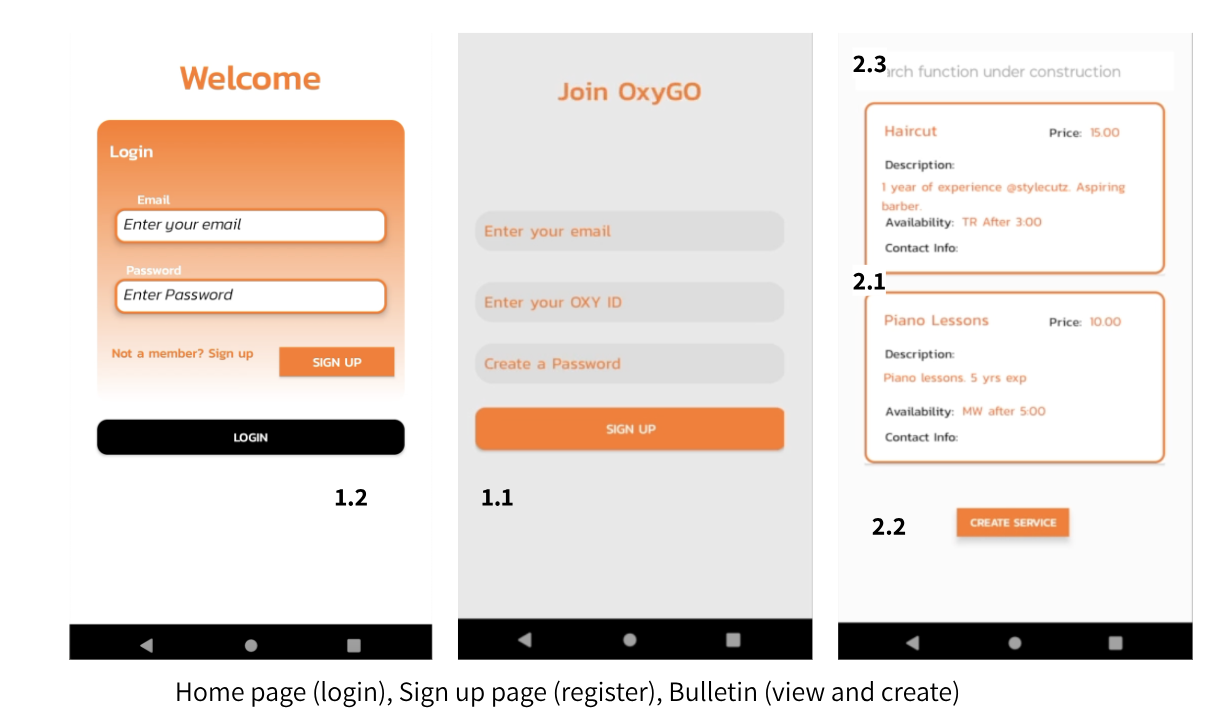 Welcome
Login
Email
Enter your email
Password
Enter Password
Not a member? Sign up
SIGN UP
LOGIN
1.2
Join OxyGO
Enter your email
Enter your OXY ID
Create a Password
SIGN UP
1.1
2.3
function under construction
Haircut
Price: 15.00
Description:
1 year of experience @stylecutz. Aspiring
barber.
Availability: TR After 3:00
Contact Info:
2.1
Piano Lessons
Price: 10.00
Description:
Piano lessons. 5 yrs exp
Availability: MW after 5:00
Contact Info:
2.2
CREATE SERVICE
Home page (login), Sign up page (register), Bulletin (view and create)